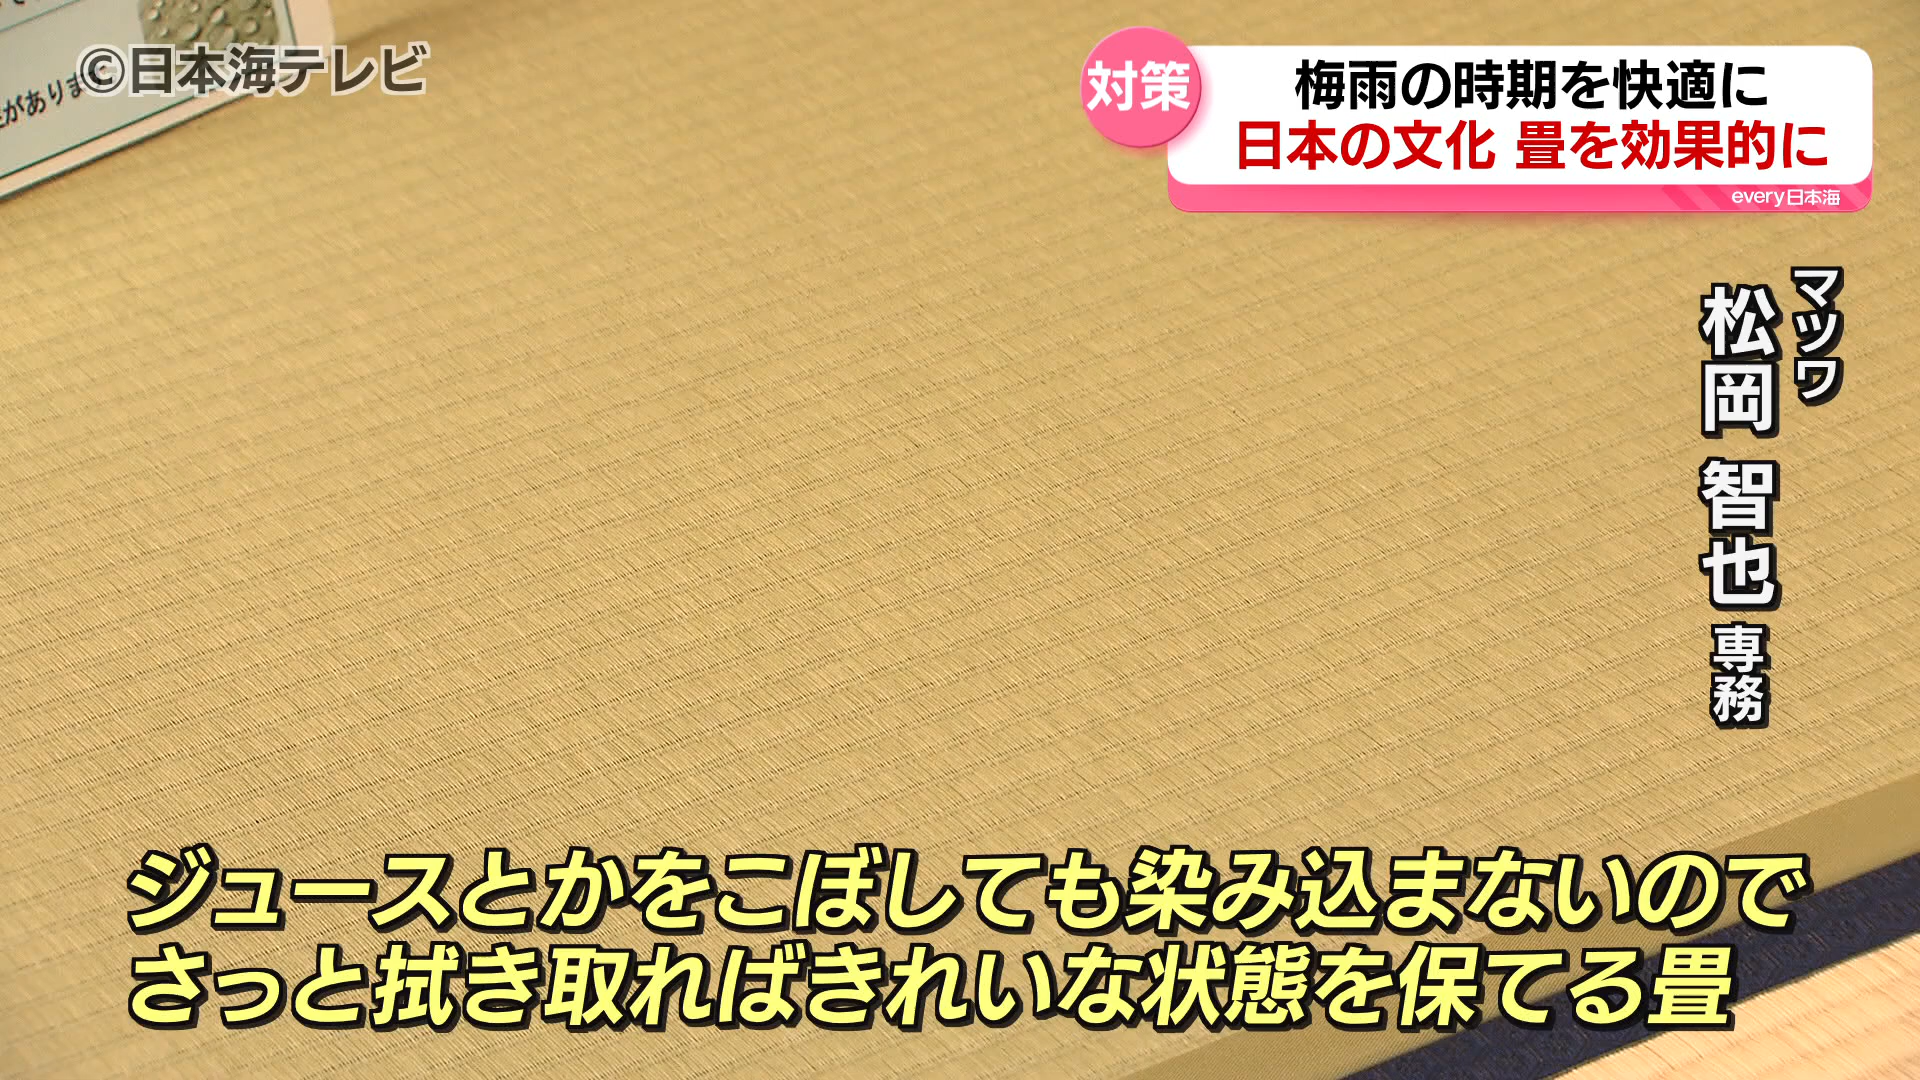 ©日本海テレビ
がありま
対策
梅雨の時期を快適に
日本の文化 畳を効果的に
every日本海
マツワ
松岡 智也 専務
ジュースとかをこぼしても染み込まないので
さっと拭き取ればきれいな状態を保てる畳